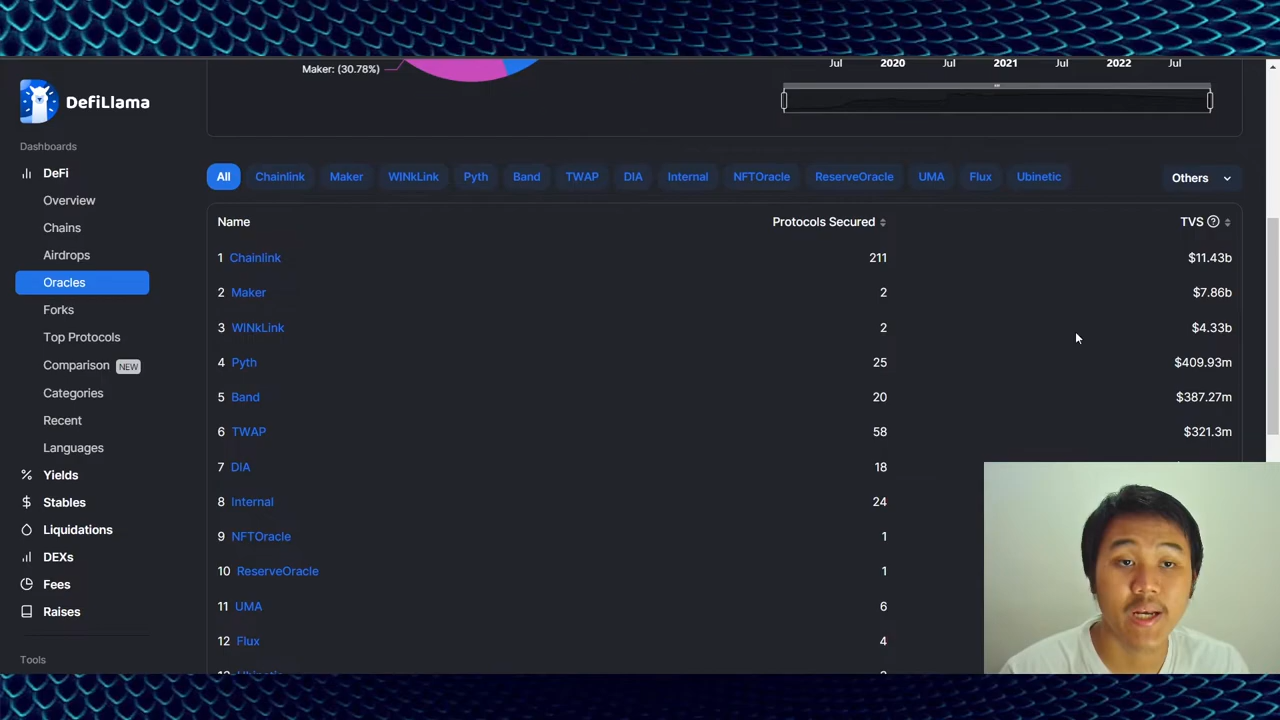 Maker: (30.78%)
Jul 2020 Jul 2021 Jul 2022 Jul
DefiLlama
Dashboards
DeFi
Overview
Chains
Airdrops
Oracles
Forks
Top Protocols
Comparison NEW
Categories
Recent
Languages
Yields
Stables
Liquidations
DEXs
Fees
Raises
Tools
All Chainlink Maker WINkLink Pyth Band TWAP DIA Internal NFTOracle ReserveOracle UMA Flux Ubinetic Others
Name Protocols Secured TVS
1 Chainlink 211 $11.43b
2 Maker 2 $7.86b
3 WINkLink 2 $4.33b
4 Pyth 25 $409.93m
5 Band 20 $387.27m
6 TWAP 58 $321.3m
7 DIA 18
8 Internal 24
9 NFTOracle 1
10 ReserveOracle 1
11 UMA 6
12 Flux 4